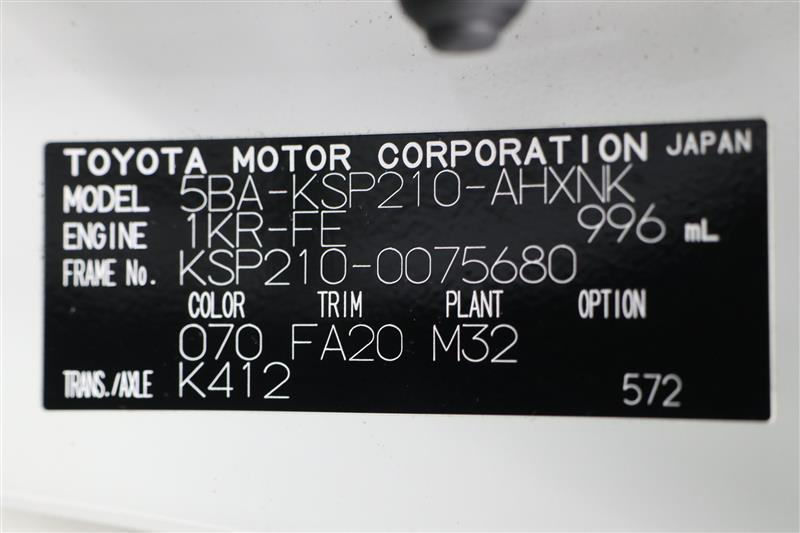 TOYOTA MOTOR CORPORATION JAPAN
MODEL 5BA-KSP210-AHXNK
ENGINE 1KR-FE 996 mL
FRAME No. KSP210-0075680
COLOR TRIM PLANT OPTION
070 FA20 M32
TRANS./AXLE K412 572